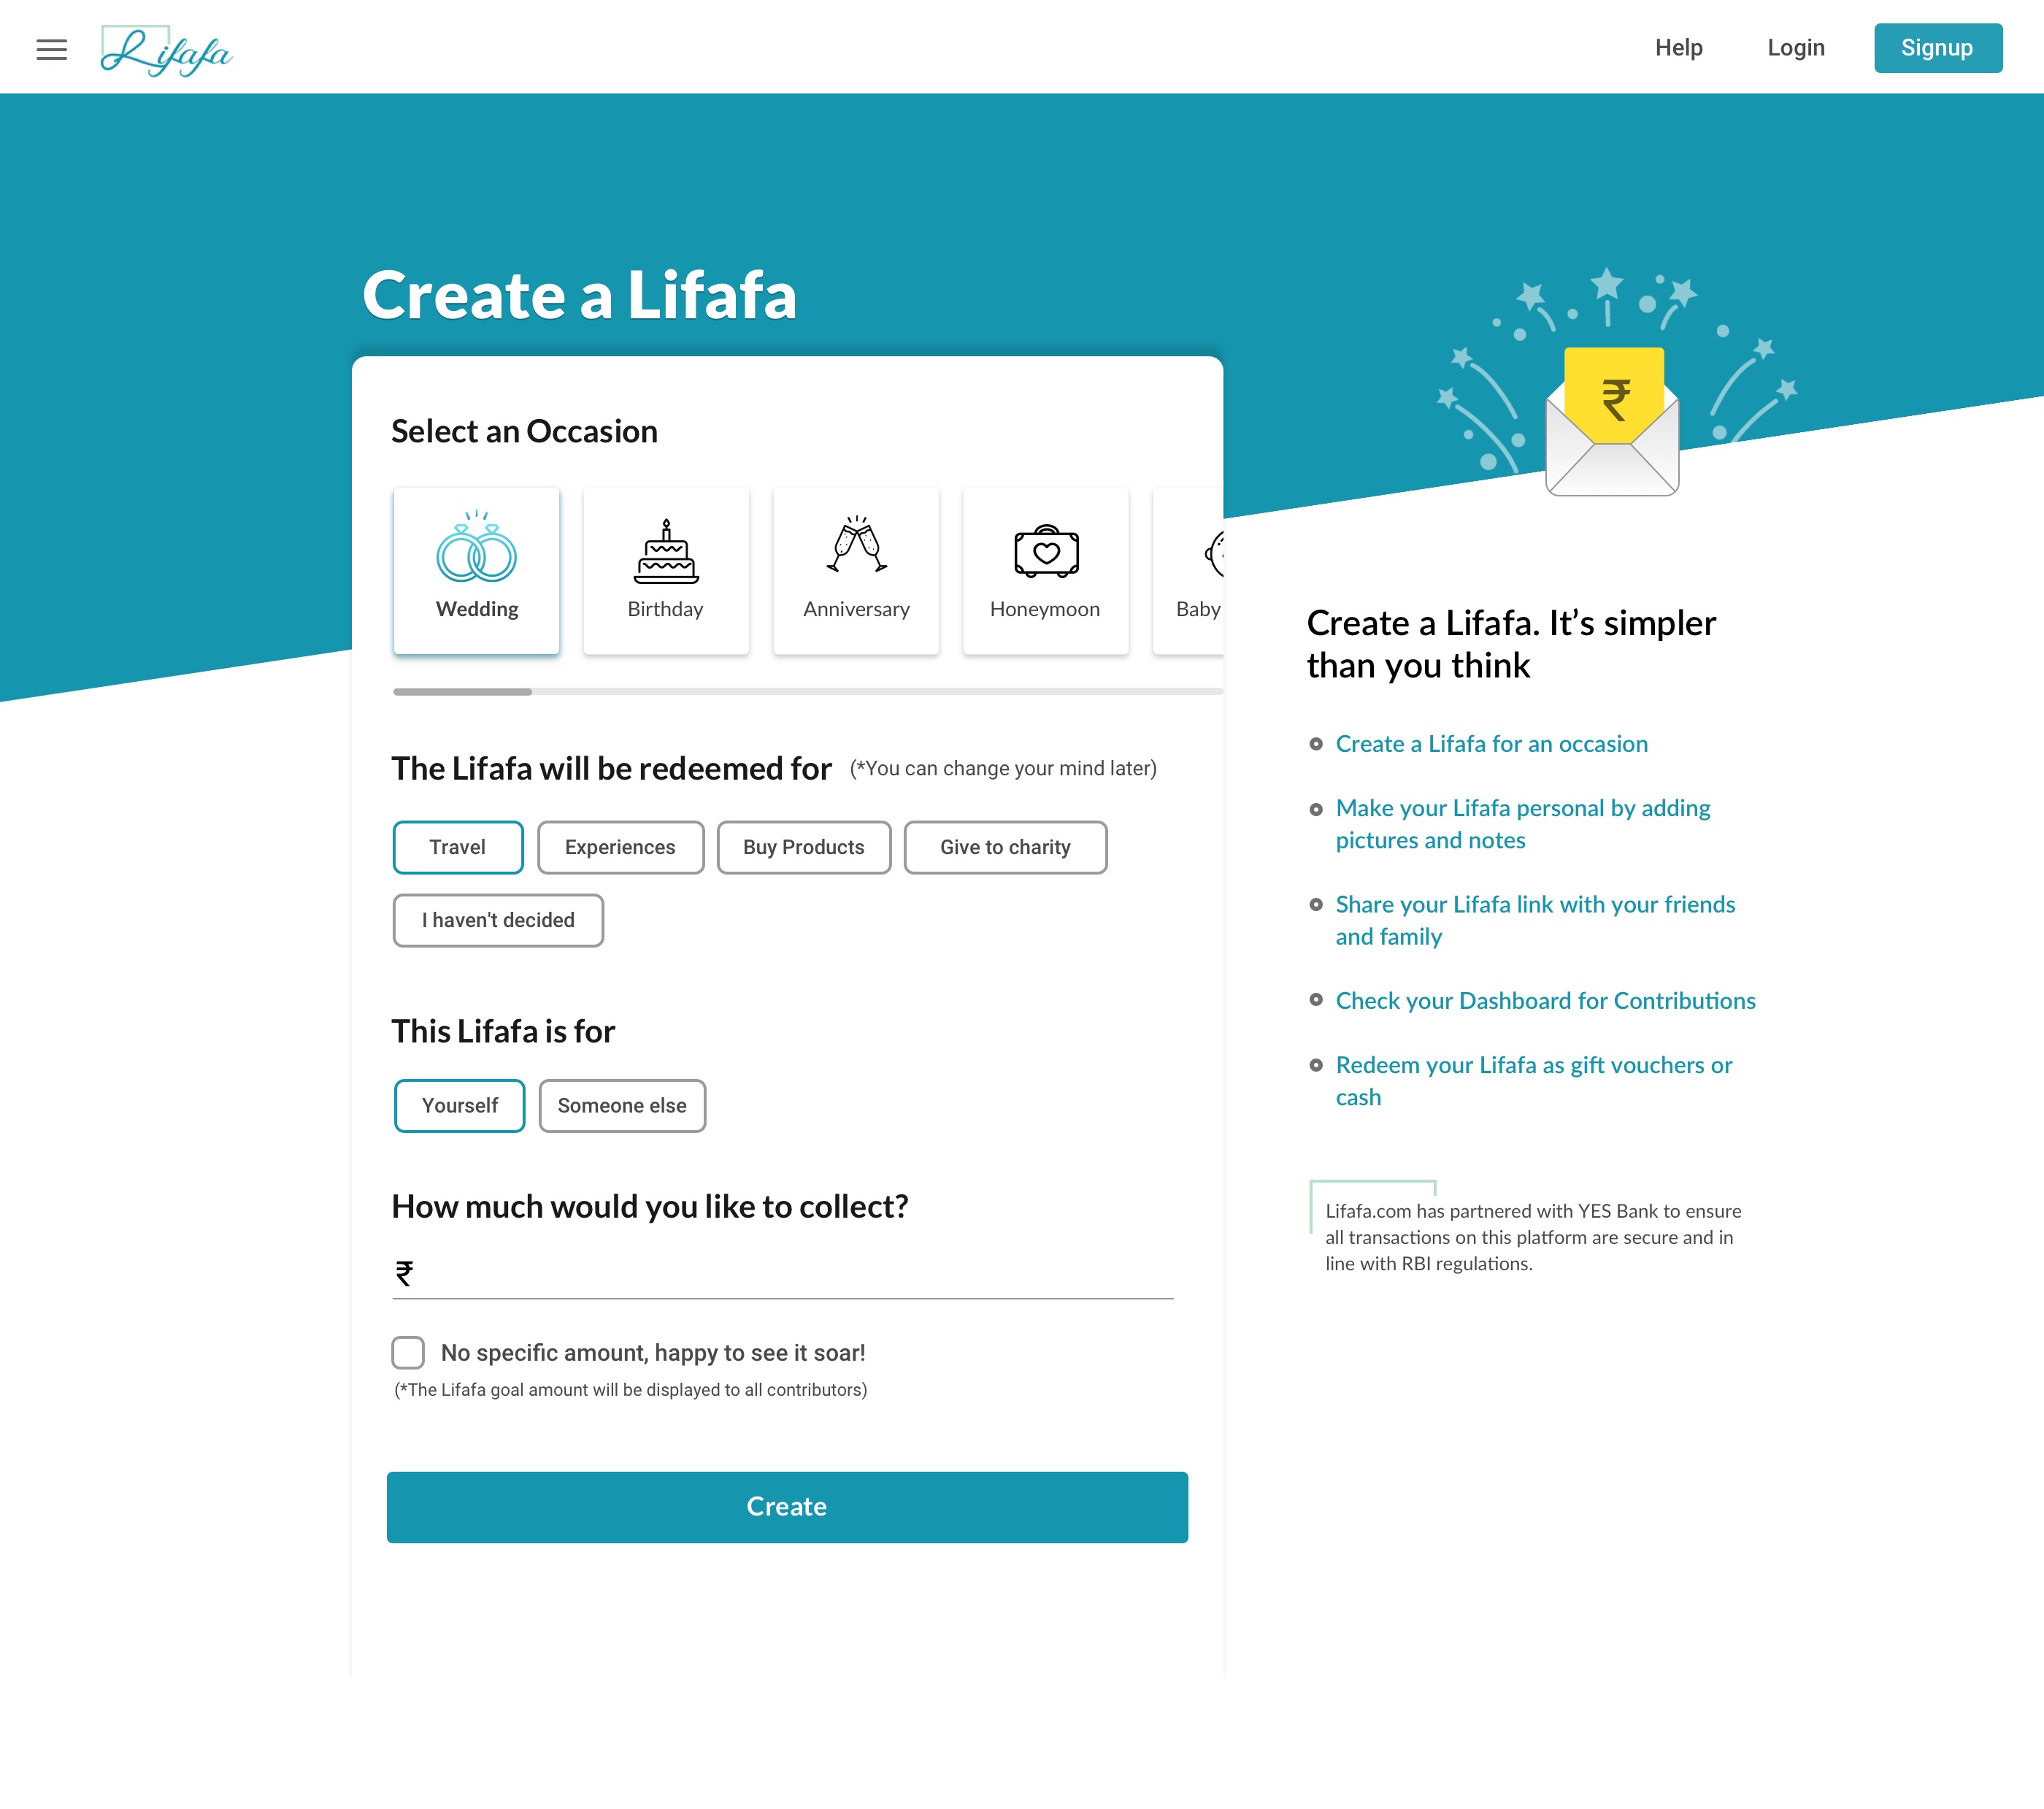 Lifafa
Help
Login
Signup
Create a Lifafa
Select an Occasion
Wedding
Birthday
Anniversary
Honeymoon
Baby
The Lifafa will be redeemed for (*You can change your mind later)
Travel
Experiences
Buy Products
Give to charity
I haven't decided
This Lifafa is for
Yourself
Someone else
How much would you like to collect?
₹
No specific amount, happy to see it soar!
(*The Lifafa goal amount will be displayed to all contributors)
Create
₹
Create a Lifafa. It’s simpler
than you think
Create a Lifafa for an occasion
Make your Lifafa personal by adding
pictures and notes
Share your Lifafa link with your friends
and family
Check your Dashboard for Contributions
Redeem your Lifafa as gift vouchers or
cash
Lifafa.com has partnered with YES Bank to ensure
all transactions on this platform are secure and in
line with RBI regulations.